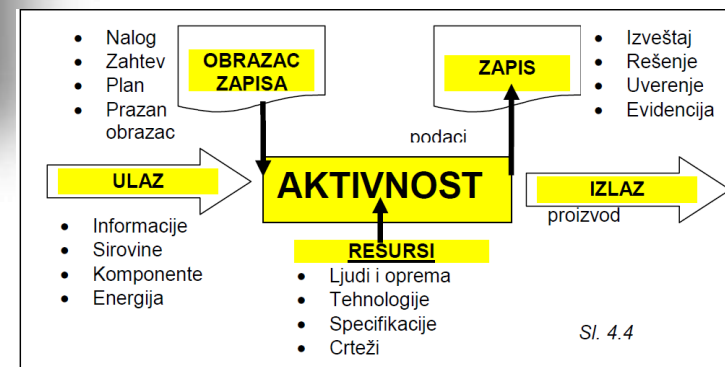 • Nalog
• Zahtev
• Plan
• Prazan
obrazac
OBRAZAC
ZAPISA
ZAPIS
• Izveštaj
• Rešenje
• Uverenje
• Evidencija
podaci
ULAZ
AKTIVNOST
IZLAZ
proizvod
• Informacije
• Sirovine
• Komponente
• Energija
RESURSI
• Ljudi i oprema
• Tehnologije
• Specifikacije
• Crteži
Sl. 4.4